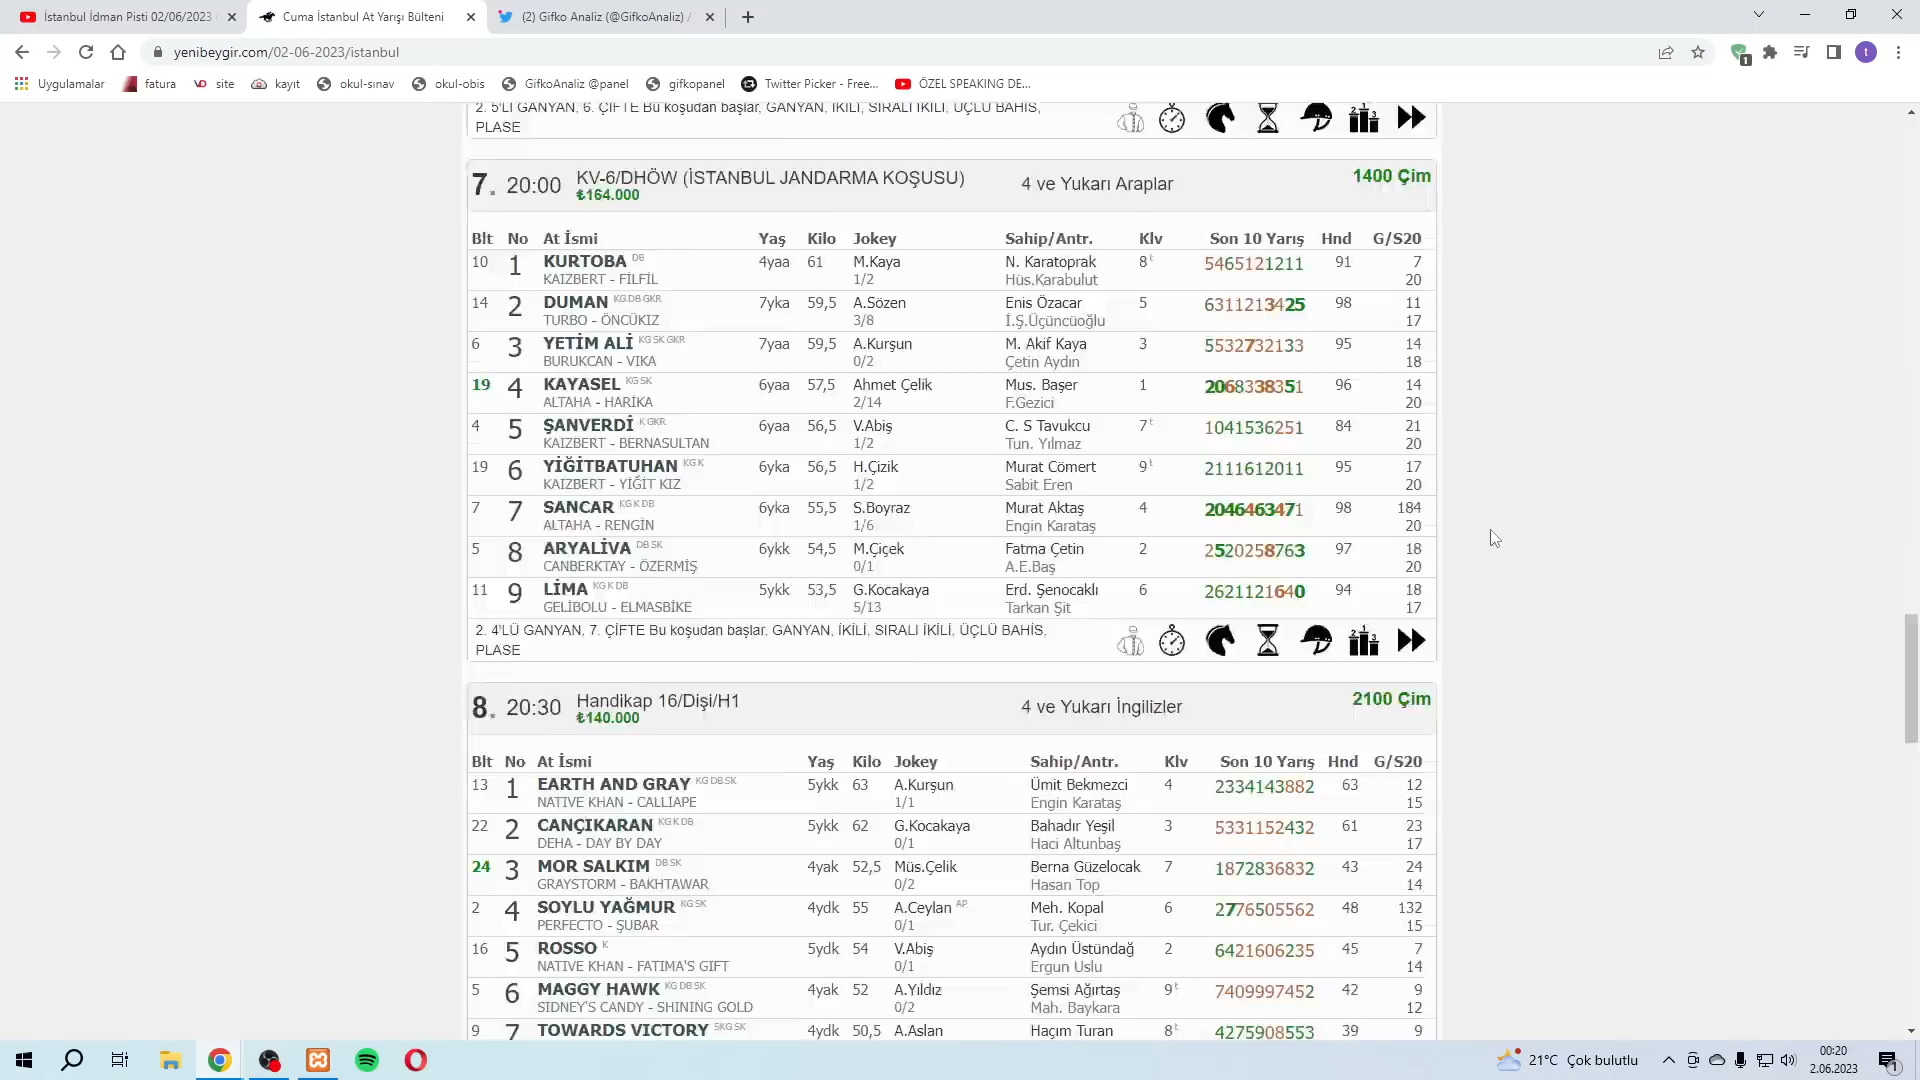 İstanbul İdman Pisti 02/06/2023
Cuma İstanbul At Yarışı Bülteni
(2) Gifko Analiz (@GifkoAnaliz) /
yenibeygir.com/02-06-2023/istanbul
1
t
Uygulamalar fatura VD site kayıt okul-sınav okul-obis GifkoAnaliz @panel gifkopanel Twitter Picker - Free... ÖZEL SPEAKING DE...
2. 5'Lİ GANYAN, 6. ÇİFTE Bu koşudan başlar, GANYAN, İKİLİ, SIRALI İKİLİ, ÜÇLÜ BAHİS,
PLASE
7. 20:00 KV-6/DHÖW (İSTANBUL JANDARMA KOŞUSU) 4 ve Yukarı Araplar 1400 Çim
₺164.000
Blt No At İsmi Yaş Kilo Jokey Sahip/Antr. Klv Son 10 Yarış Hnd G/S20
10 1 KURTOBA DB 4yaa 61 M.Kaya N. Karatoprak 8t 5465121211 91 7
KAIZBERT - FİLFİL 1/2 Hüs.Karabulut 20
14 2 DUMAN KG DB GKR 7yka 59,5 A.Sözen Enis Özacar 5 6311213425 98 11
TURBO - ÖNCÜKIZ 3/8 İ.Ş.Üçüncüoğlu 17
6 3 YETİM ALİ KG SK GKR 7yaa 59,5 A.Kurşun M. Akif Kaya 3 5532732133 95 14
BURUKCAN - VIKA 0/2 Çetin Aydın 18
19 4 KAYASEL KG SK 6yaa 57,5 Ahmet Çelik Mus. Başer 1 2068338351 96 14
ALTAHA - HARİKA 2/14 F.Gezici 20
4 5 ŞANVERDİ K GKR 6yaa 56,5 V.Abiş C. S Tavukcu 7t 1041536251 84 21
KAIZBERT - BERNASULTAN 1/2 Tun. Yılmaz 20
19 6 YİĞİTBATUHAN KG K 6yka 56,5 H.Çizik Murat Cömert 9t 2111612011 95 17
KAIZBERT - YİĞİT KIZ 1/2 Sabit Eren 20
7 7 SANCAR KG K DB 6yka 55,5 S.Boyraz Murat Aktaş 4 2046463471 98 184
ALTAHA - RENGİN 1/6 Engin Karataş 20
5 8 ARYALİVA DB SK 6ykk 54,5 M.Çiçek Fatma Çetin 2 2520258763 97 18
CANBERKTAY - ÖZERMİŞ 0/1 A.E.Baş 20
11 9 LİMA KG K DB 5ykk 53,5 G.Kocakaya Erd. Şenocaklı 6 2621121640 94 18
GELİBOLU - ELMASBİKE 5/13 Tarkan Şit 17
2. 4'LÜ GANYAN, 7. ÇİFTE Bu koşudan başlar, GANYAN, İKİLİ, SIRALI İKİLİ, ÜÇLÜ BAHİS,
PLASE
8. 20:30 Handikap 16/Dişi/H1 4 ve Yukarı İngilizler 2100 Çim
₺140.000
Blt No At İsmi Yaş Kilo Jokey Sahip/Antr. Klv Son 10 Yarış Hnd G/S20
13 1 EARTH AND GRAY KG DB SK 5ykk 63 A.Kurşun Ümit Bekmezci 4 2334143882 63 12
NATIVE KHAN - CALLIAPE 1/1 Engin Karataş 15
22 2 CANÇIKARAN KG K DB 5ykk 62 G.Kocakaya Bahadır Yeşil 3 5331152432 61 23
DEHA - DAY BY DAY 0/1 Haci Altunbaş 17
24 3 MOR SALKIM DB SK 4yak 52,5 Müs.Çelik Berna Güzelocak 7 1872836832 43 24
GRAYSTORM - BAKHTAWAR 0/2 Hasan Top 14
2 4 SOYLU YAĞMUR KG SK 4ydk 55 A.Ceylan AP Meh. Kopal 6 2776505562 48 132
PERFECTO - ŞUBAR 0/1 Tur. Çekici 15
16 5 ROSSO K 5ydk 54 V.Abiş Aydın Üstündağ 2 6421606235 45 7
NATIVE KHAN - FATIMA'S GIFT 0/1 Ergun Uslu 14
5 6 MAGGY HAWK KG DB SK 4yak 52 A.Yıldız Şemsi Ağırtaş 9t 7409997452 42 9
SIDNEY'S CANDY - SHINING GOLD 0/2 Mah. Baykara 12
9 7 TOWARDS VICTORY SKG SK 4ydk 50,5 A.Aslan Haçım Turan 8t 4275908553 39 9
21°C Çok bulutlu
00:20
2.06.2023
1